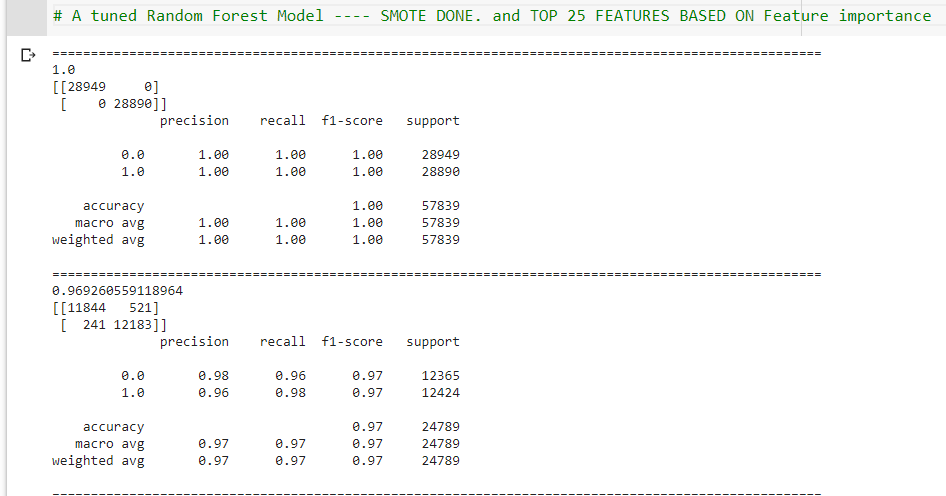 # A tuned Random Forest Model ---- SMOTE DONE. and TOP 25 FEATURES BASED ON Feature importance
====================================================================================================
1.0
[[28949     0]
 [    0 28890]]
              precision    recall  f1-score   support

         0.0       1.00      1.00      1.00     28949
         1.0       1.00      1.00      1.00     28890

    accuracy                           1.00     57839
   macro avg       1.00      1.00      1.00     57839
weighted avg       1.00      1.00      1.00     57839

====================================================================================================
0.969260559118964
[[11844   521]
 [  241 12183]]
              precision    recall  f1-score   support

         0.0       0.98      0.96      0.97     12365
         1.0       0.96      0.98      0.97     12424

    accuracy                           0.97     24789
   macro avg       0.97      0.97      0.97     24789
weighted avg       0.97      0.97      0.97     24789

----------------------------------------------------------------------------------------------------